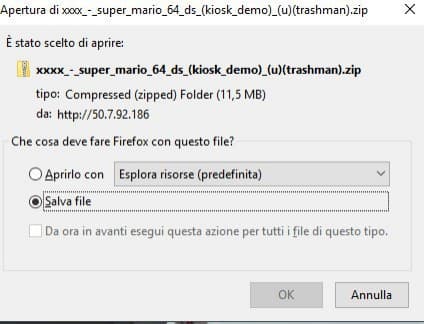 Apertura di xxxx_-_super_mario_64_ds_(kiosk_demo)_(u)(trashman).zip
È stato scelto di aprire:
xxxx_-_super_mario_64_ds_(kiosk_demo)_(u)(trashman).zip
tipo: Compressed (zipped) Folder (11,5 MB)
da: http://50.7.92.186
Che cosa deve fare Firefox con questo file?
Aprirlo con Esplora risorse (predefinita)
Salva file
Da ora in avanti esegui questa azione per tutti i file di questo tipo.
OK Annulla